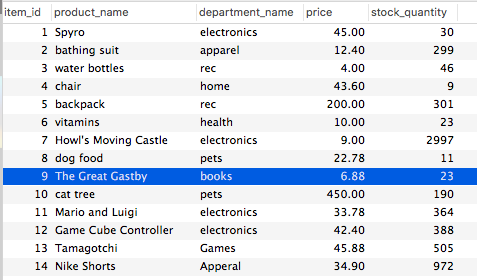 item_id product_name department_name price stock_quantity
1 Spyro electronics 45.00 30
2 bathing suit apparel 12.40 299
3 water bottles rec 4.00 46
4 chair home 43.60 9
5 backpack rec 200.00 301
6 vitamins health 10.00 23
7 Howl's Moving Castle electronics 9.00 2997
8 dog food pets 22.78 11
9 The Great Gastby books 6.88 23
10 cat tree pets 450.00 190
11 Mario and Luigi electronics 33.78 364
12 Game Cube Controller electronics 42.40 388
13 Tamagotchi Games 45.88 505
14 Nike Shorts Apperal 34.90 972